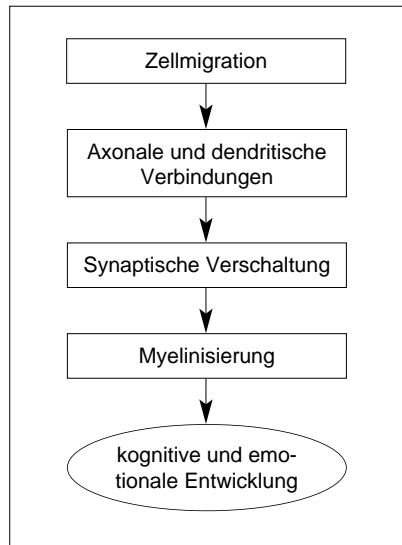 Zellmigration
Axonale und dendritische
Verbindungen
Synaptische Verschaltung
Myelinisierung
kognitive und emo-
tionale Entwicklung